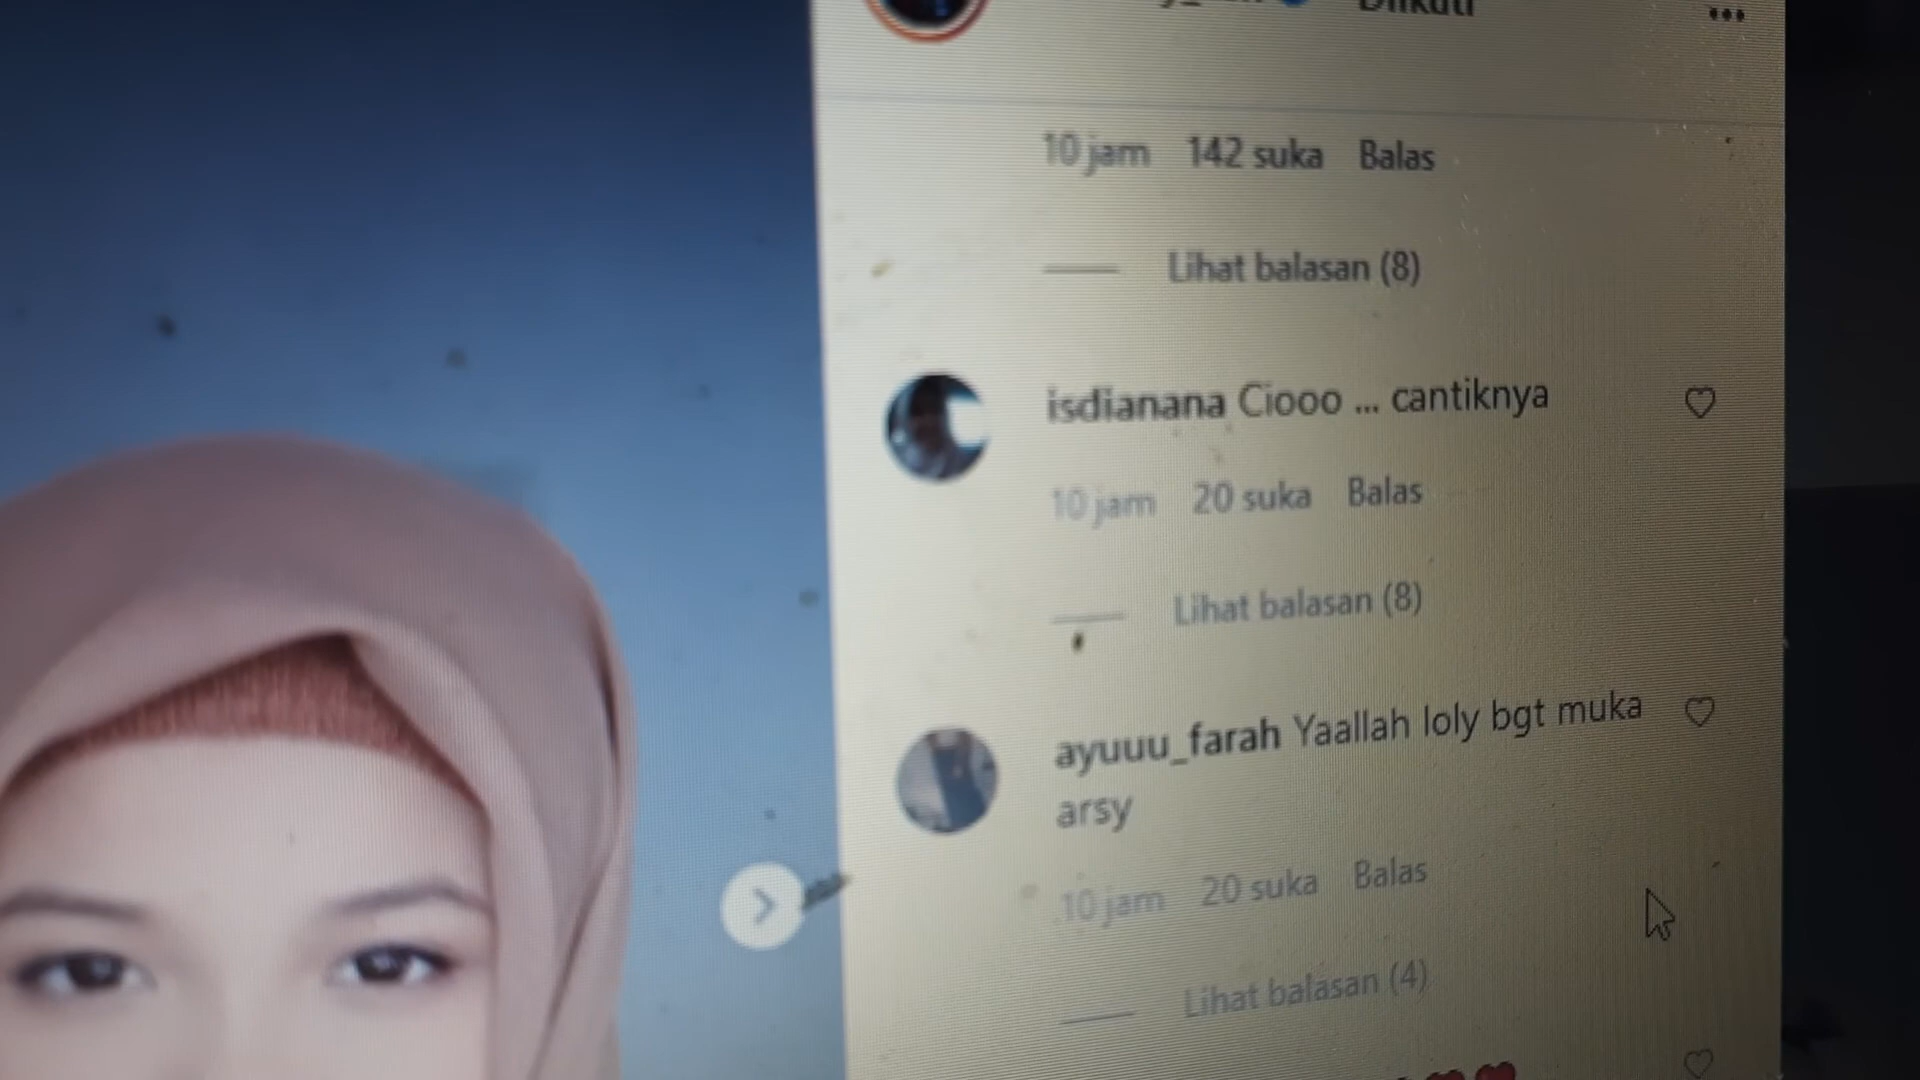 Diikuti
10 jam 142 suka Balas
Lihat balasan (8)
isdianana Ciooo ... cantiknya
10 jam 20 suka Balas
Lihat balasan (8)
ayuuu_farah Yaallah loly bgt muka
arsy
10 jam 20 suka Balas
Lihat balasan (4)